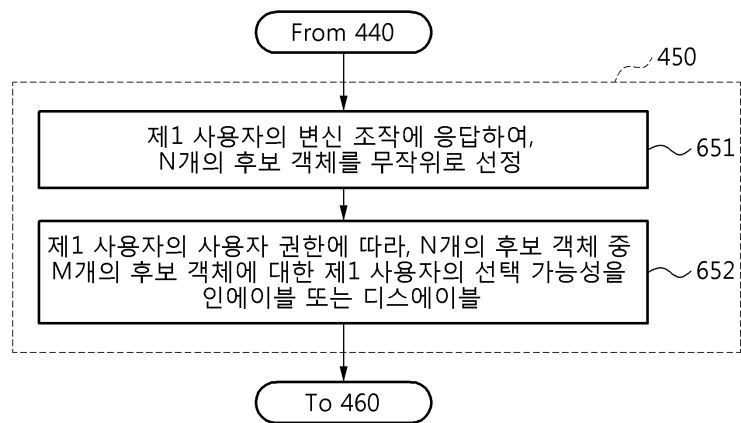 From 440
450
제1 사용자의 변신 조작에 응답하여,
N개의 후보 객체를 무작위로 선정
651
제1 사용자의 사용자 권한에 따라, N개의 후보 객체 중
M개의 후보 객체에 대한 제1 사용자의 선택 가능성을
인에이블 또는 디스에이블
652
To 460